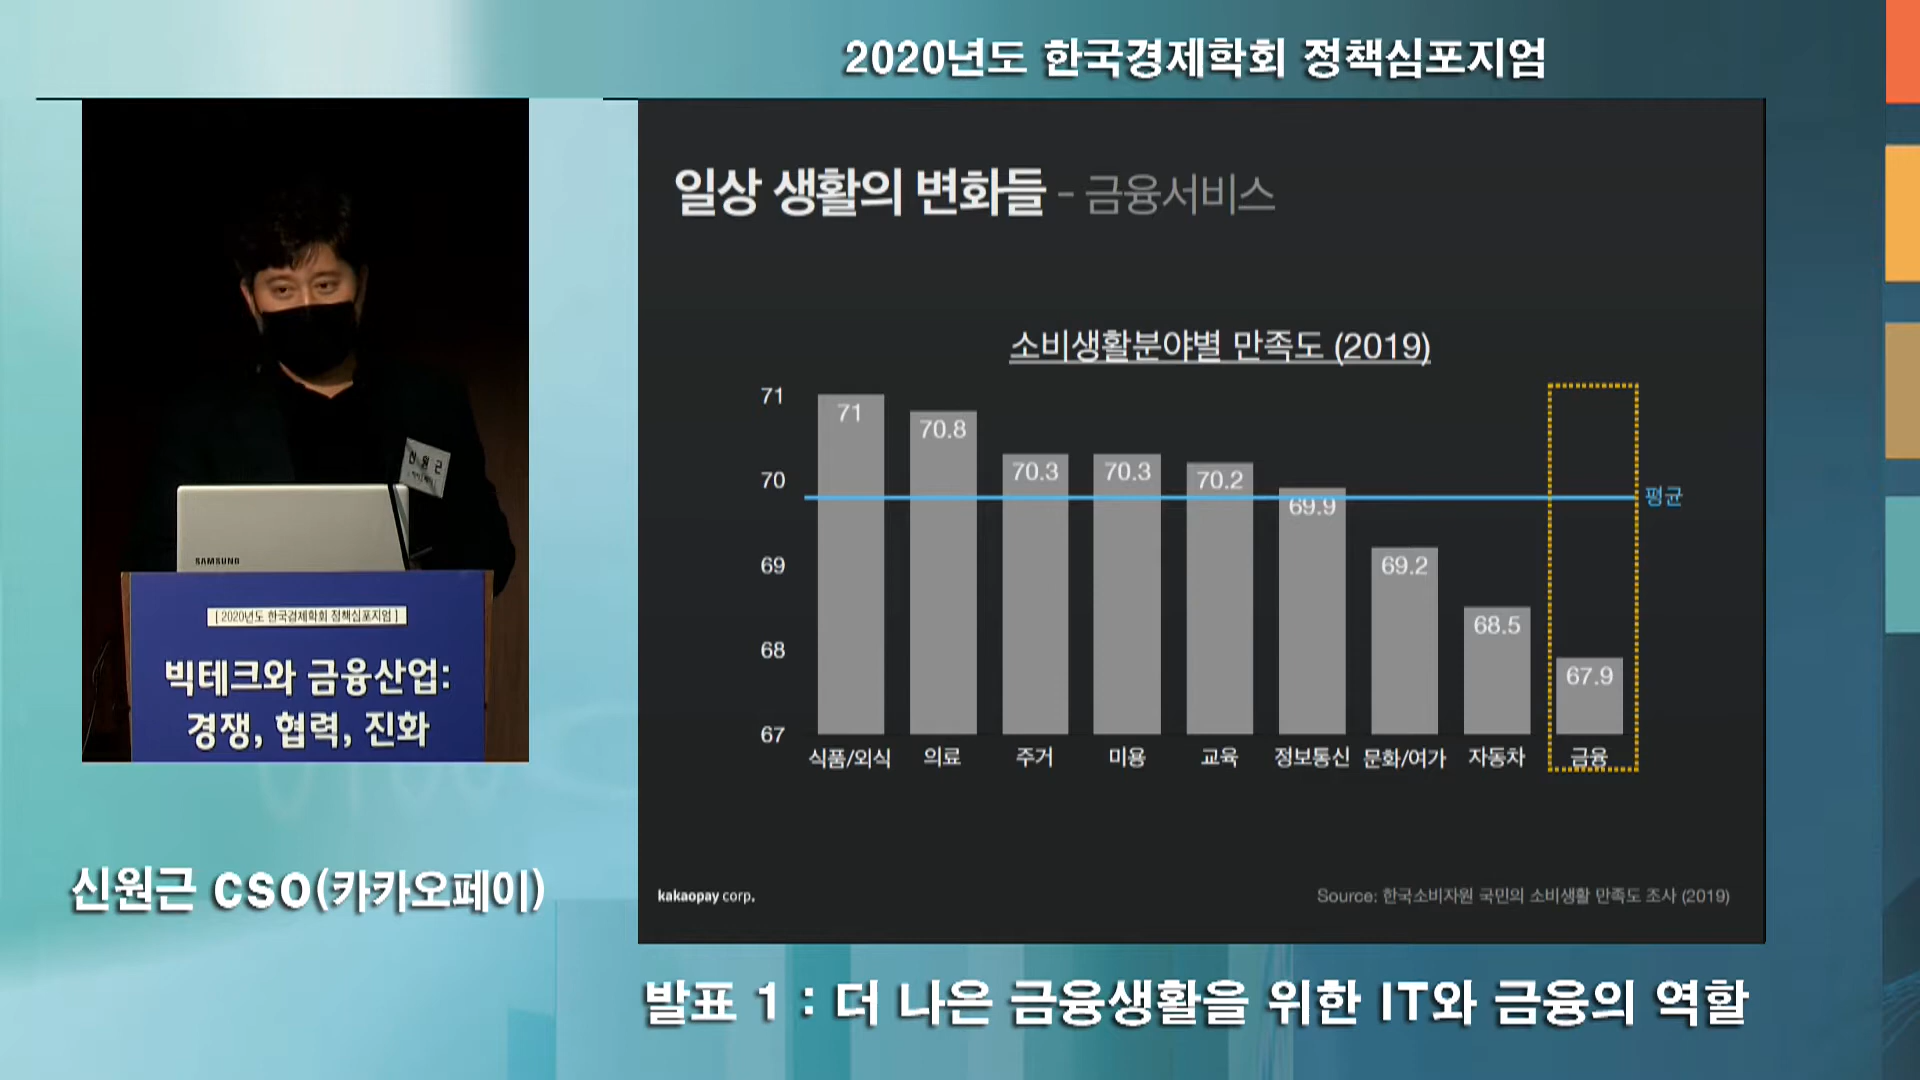 2020년도 한국경제학회 정책심포지엄
일상 생활의 변화들 - 금융서비스
소비생활분야별 만족도 (2019)
71
70
69
68
67
71
70.8
70.3
70.3
70.2
69.9
69.2
68.5
67.9
평균
식품/외식
의료
주거
미용
교육
정보통신
문화/여가
자동차
금융
kakaopay corp.
Source: 한국소비자원 국민의 소비생활 만족도 조사 (2019)
신원근
SAMSUNG
[ 2020년도 한국경제학회 정책심포지엄 ]
빅테크와 금융산업:
경쟁, 협력, 진화
신원근 CSO(카카오페이)
발표 1 : 더 나은 금융생활을 위한 IT와 금융의 역할